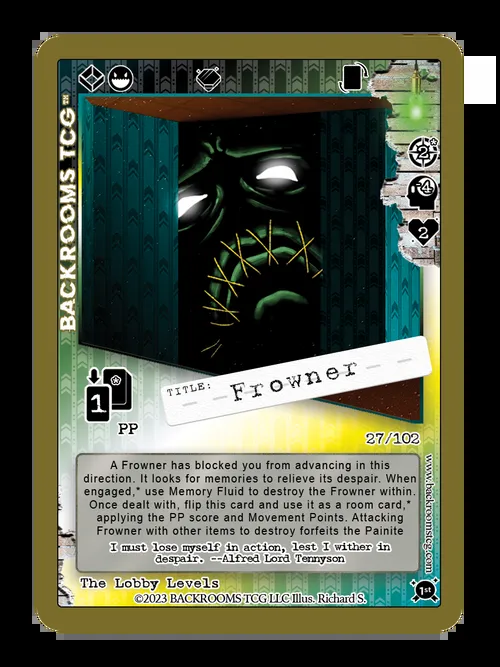 BACKROOMS TCG™
2
4
2
TITLE: Frowner
1
PP
27/102
A Frowner has blocked you from advancing in this
direction. It looks for memories to relieve its despair. When
engaged,* use Memory Fluid to destroy the Frowner within.
Once dealt with, flip this card and use it as a room card,*
applying the PP score and Movement Points. Attacking
Frowner with other items to destroy forfeits the Painite
I must lose myself in action, lest I wither in
despair. --Alfred Lord Tennyson
www.backroomstcg.com
The Lobby Levels
©2023 BACKROOMS TCG LLC Illus. Richard S.
1st